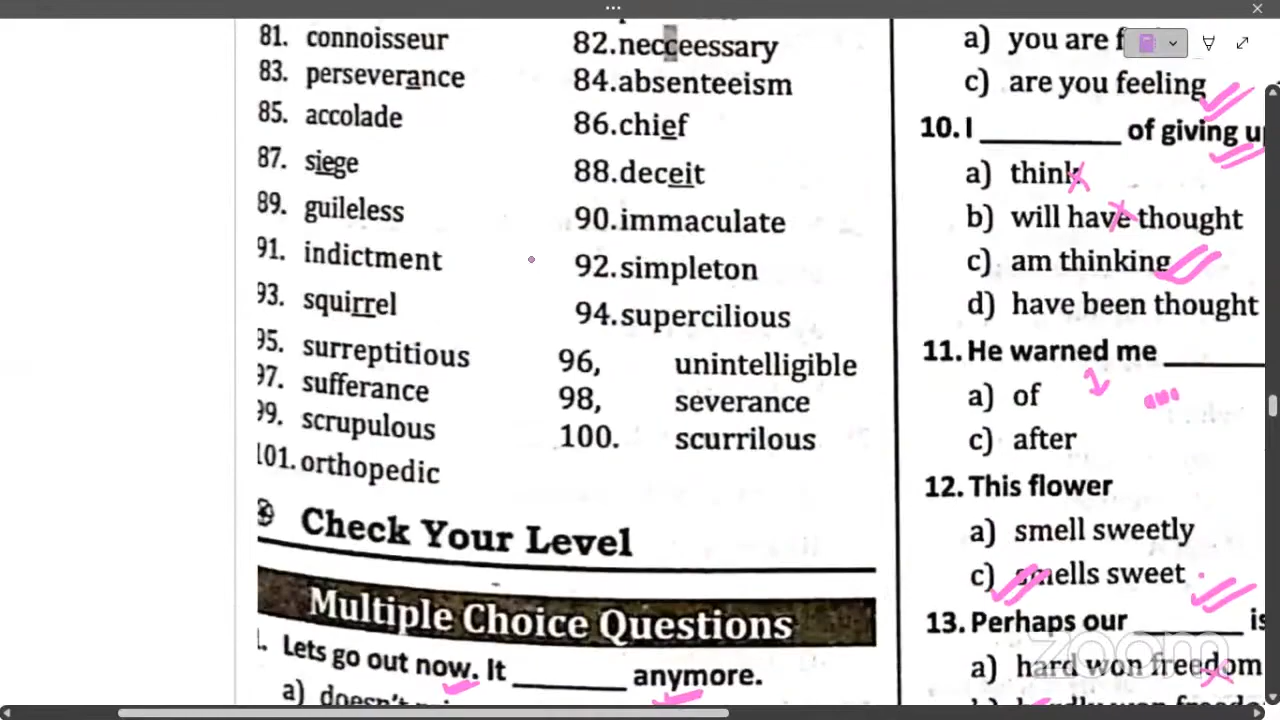 81. connoisseur
82.necceessary
83. perseverance
84.absenteeism
85. accolade
86.chief
87. siege
88.deceit
89. guileless
90.immaculate
91. indictment
92.simpleton
93. squirrel
94.supercilious
95. surreptitious
96, unintelligible
97. sufferance
98, severance
99. scrupulous
100. scurrilous
101. orthopedic
Check Your Level
Multiple Choice Questions
Lets go out now. It ________ anymore.
a) doesn't
a) you are
c) are you feeling
10. I ________ of giving
a) think
b) will have thought
c) am thinking
d) have been thought
11. He warned me ________
a) of
c) after
12. This flower
a) smell sweetly
c) smells sweet
13. Perhaps our ________ is
a) hard won freedom
zoom